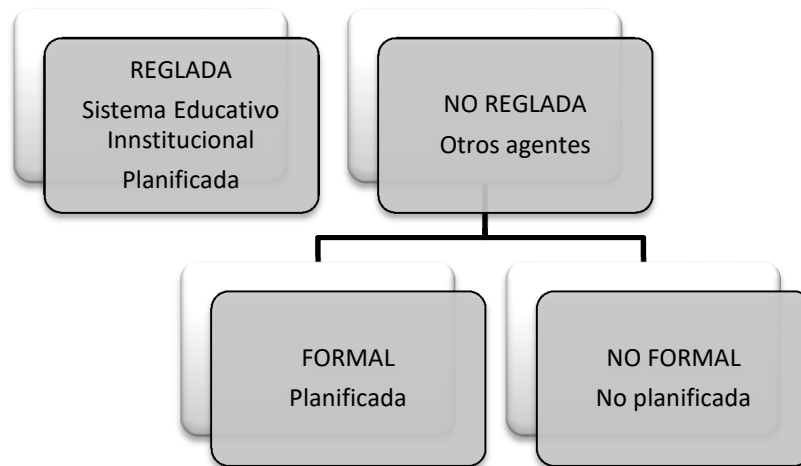 REGLADA
Sistema Educativo
Innstitucional
Planificada
NO REGLADA
Otros agentes
FORMAL
Planificada
NO FORMAL
No planificada